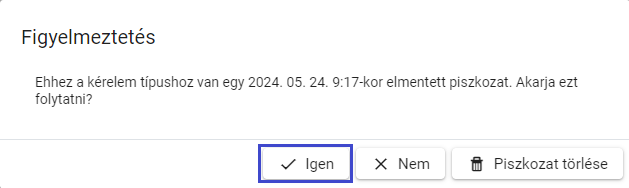 Figyelmeztetés
Ehhez a kérelem típushoz van egy 2024. 05. 24. 9:17-kor elmentett piszkozat. Akarja ezt
folytatni?
Igen Nem Piszkozat törlése